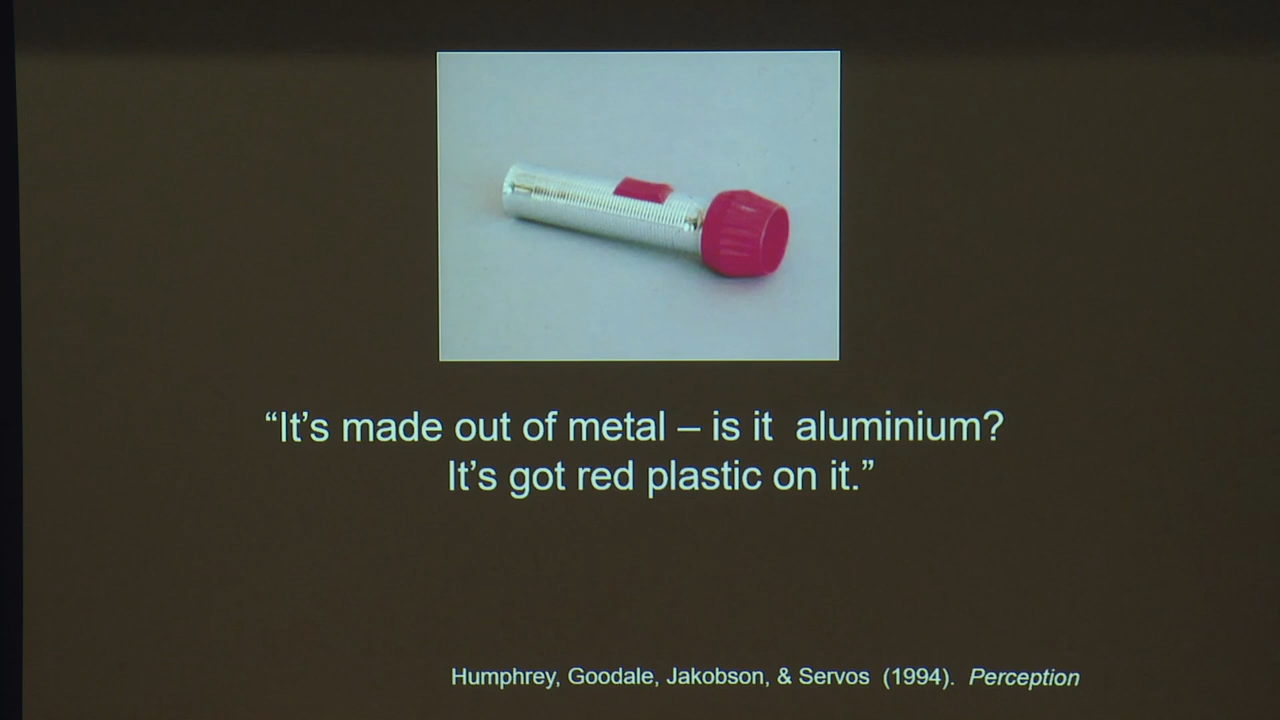 “It’s made out of metal – is it aluminium?
It’s got red plastic on it.”
Humphrey, Goodale, Jakobson, & Servos (1994). Perception